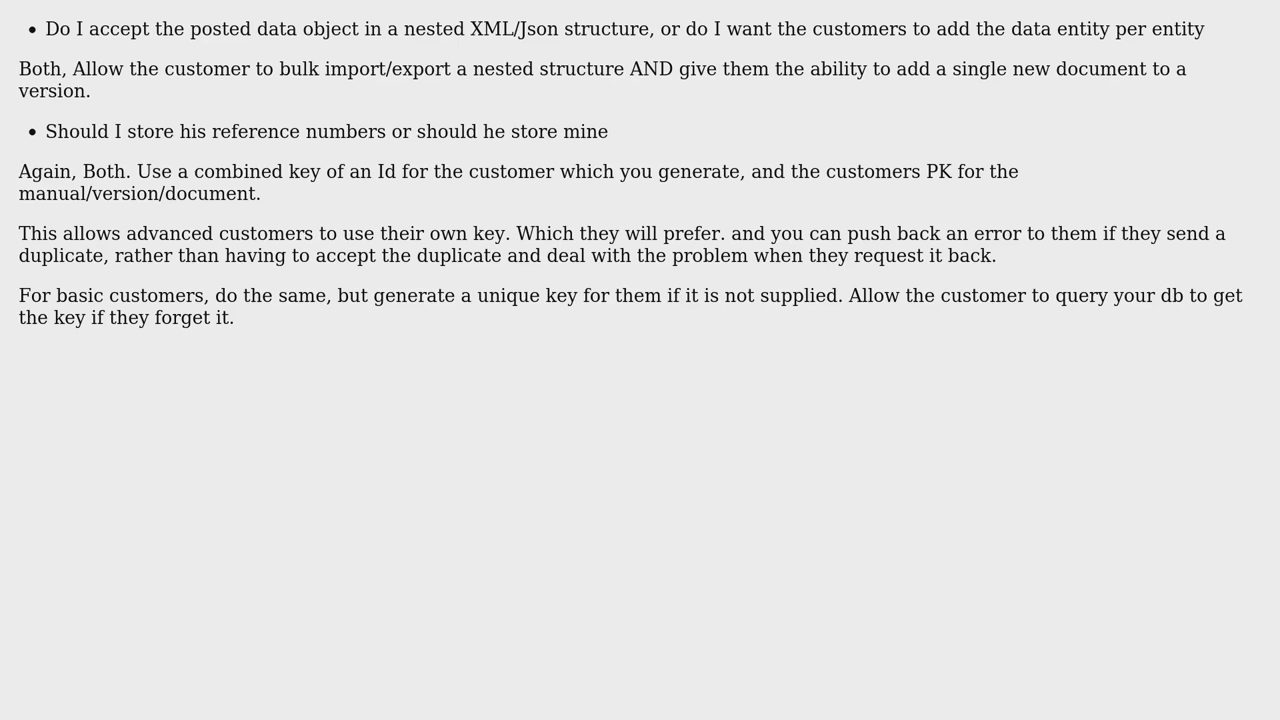 • Do I accept the posted data object in a nested XML/Json structure, or do I want the customers to add the data entity per entity
Both, Allow the customer to bulk import/export a nested structure AND give them the ability to add a single new document to a
version.
• Should I store his reference numbers or should he store mine
Again, Both. Use a combined key of an Id for the customer which you generate, and the customers PK for the
manual/version/document.
This allows advanced customers to use their own key. Which they will prefer. and you can push back an error to them if they send a
duplicate, rather than having to accept the duplicate and deal with the problem when they request it back.
For basic customers, do the same, but generate a unique key for them if it is not supplied. Allow the customer to query your db to get
the key if they forget it.